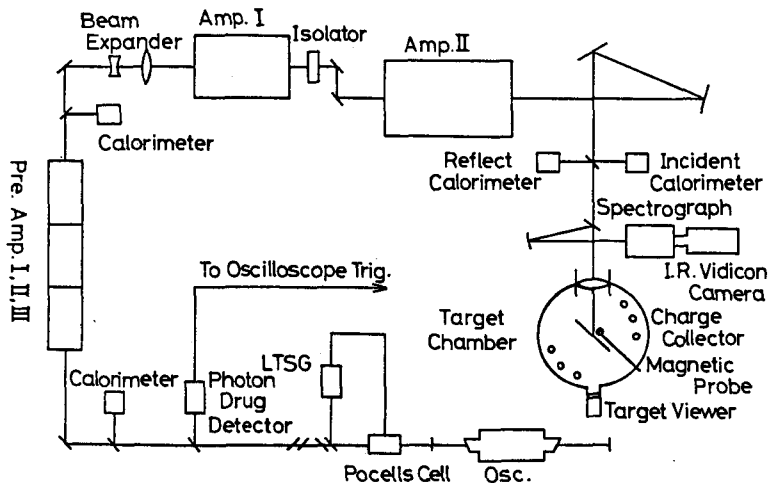 Beam
Expander
Amp. I
Isolator
Amp. II
Calorimeter
Pre. Amp. I, II, III
Reflect
Calorimeter
Incident
Calorimeter
Spectrograph
I.R. Vidicon
Camera
To Oscilloscope Trig.
Target
Chamber
Charge
Collector
Magnetic
Probe
Target Viewer
Calorimeter
Photon
Drug
Detector
LTSG
Pocells Cell
Osc.